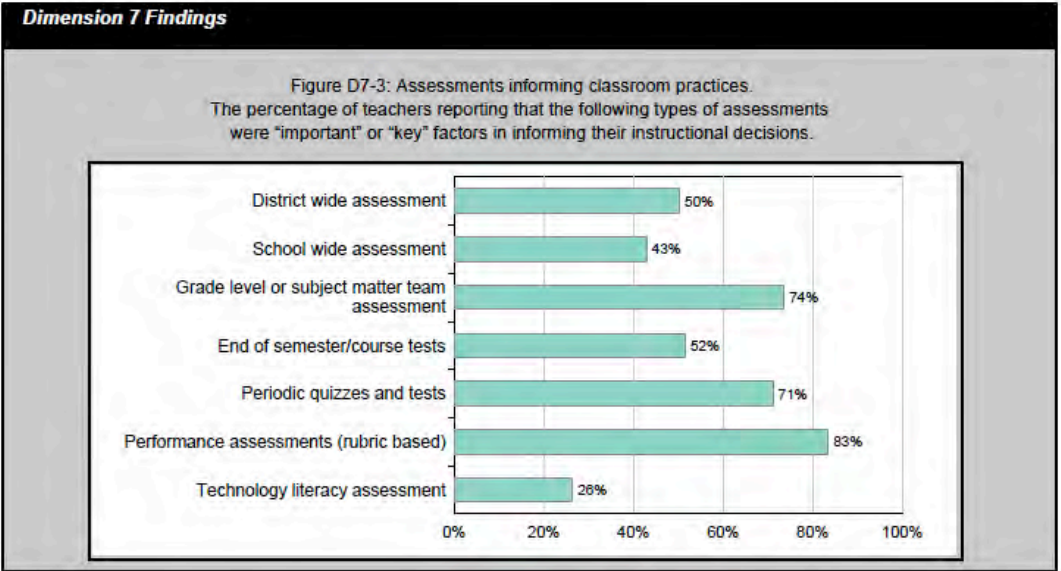 Dimension 7 Findings
Figure D7-3: Assessments informing classroom practices.
The percentage of teachers reporting that the following types of assessments
were “important” or “key” factors in informing their instructional decisions.
District wide assessment 50%
School wide assessment 43%
Grade level or subject matter team
assessment 74%
End of semester/course tests 52%
Periodic quizzes and tests 71%
Performance assessments (rubric based) 83%
Technology literacy assessment 26%
0% 20% 40% 60% 80% 100%